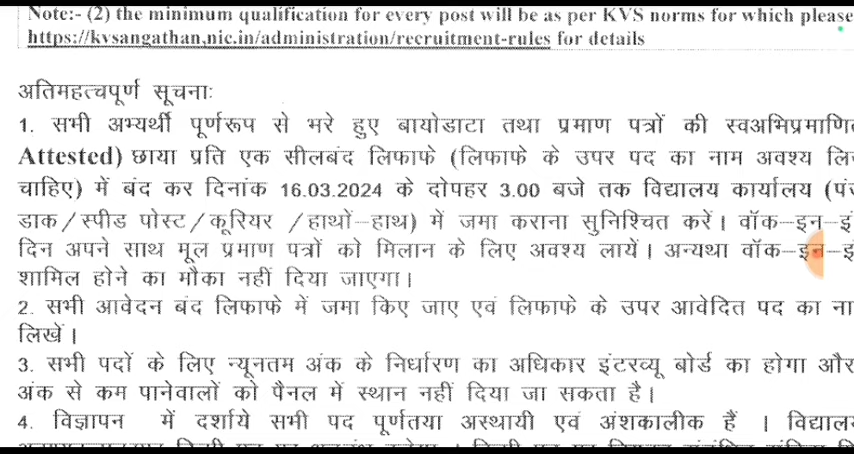 Note:- (2) the minimum qualification for every post will be as per KVS norms for which please
https://kvsangathan,nic.in/administration/recruitment-rules for details
अतिमहत्वपूर्ण सूचनाः
1. सभी अभ्यर्थी पूर्णरूप से भरे हुए बायोडाटा तथा प्रमाण पत्रों की स्वअभिप्रमाणित
Attested) छाया प्रति एक सीलबंद लिफाफे (लिफाफे के उपर पद का नाम अवश्य
चाहिए) में बंद कर दिनांक 16.03.2024 के दोपहर 3.00 बजे तक विद्यालय कार्यालय
डाक/स्पीड पोस्ट/कूरियर /हाथों-हाथ) में जमा कराना सुनिश्चित करें। वॉक-इन-इं
दिन अपने साथ मूल प्रमाण पत्रों को मिलान के लिए अवश्य लायें। अन्यथा वॉक-इन-इं
शामिल होने का मौका नहीं दिया जाएगा।
2. सभी आवेदन बंद लिफाफे में जमा किए जाए एवं लिफाफे के उपर आवेदित पद का ना
लिखें।
3. सभी पदों के लिए न्यूनतम अंक के निर्धारण का अधिकार इंटरव्यू बोर्ड का होगा और
अंक से कम पानेवालों को पैनल में स्थान नहीं दिया जा सकता है।
4. विज्ञापन में दर्शाये सभी पद पूर्णतया अस्थायी एवं अंशकालीक हैं । विद्यालय